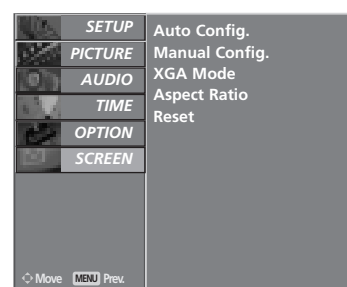 SETUP
PICTURE
AUDIO
TIME
OPTION
SCREEN
Auto Config.
Manual Config.
XGA Mode
Aspect Ratio
Reset
Move MENU Prev.